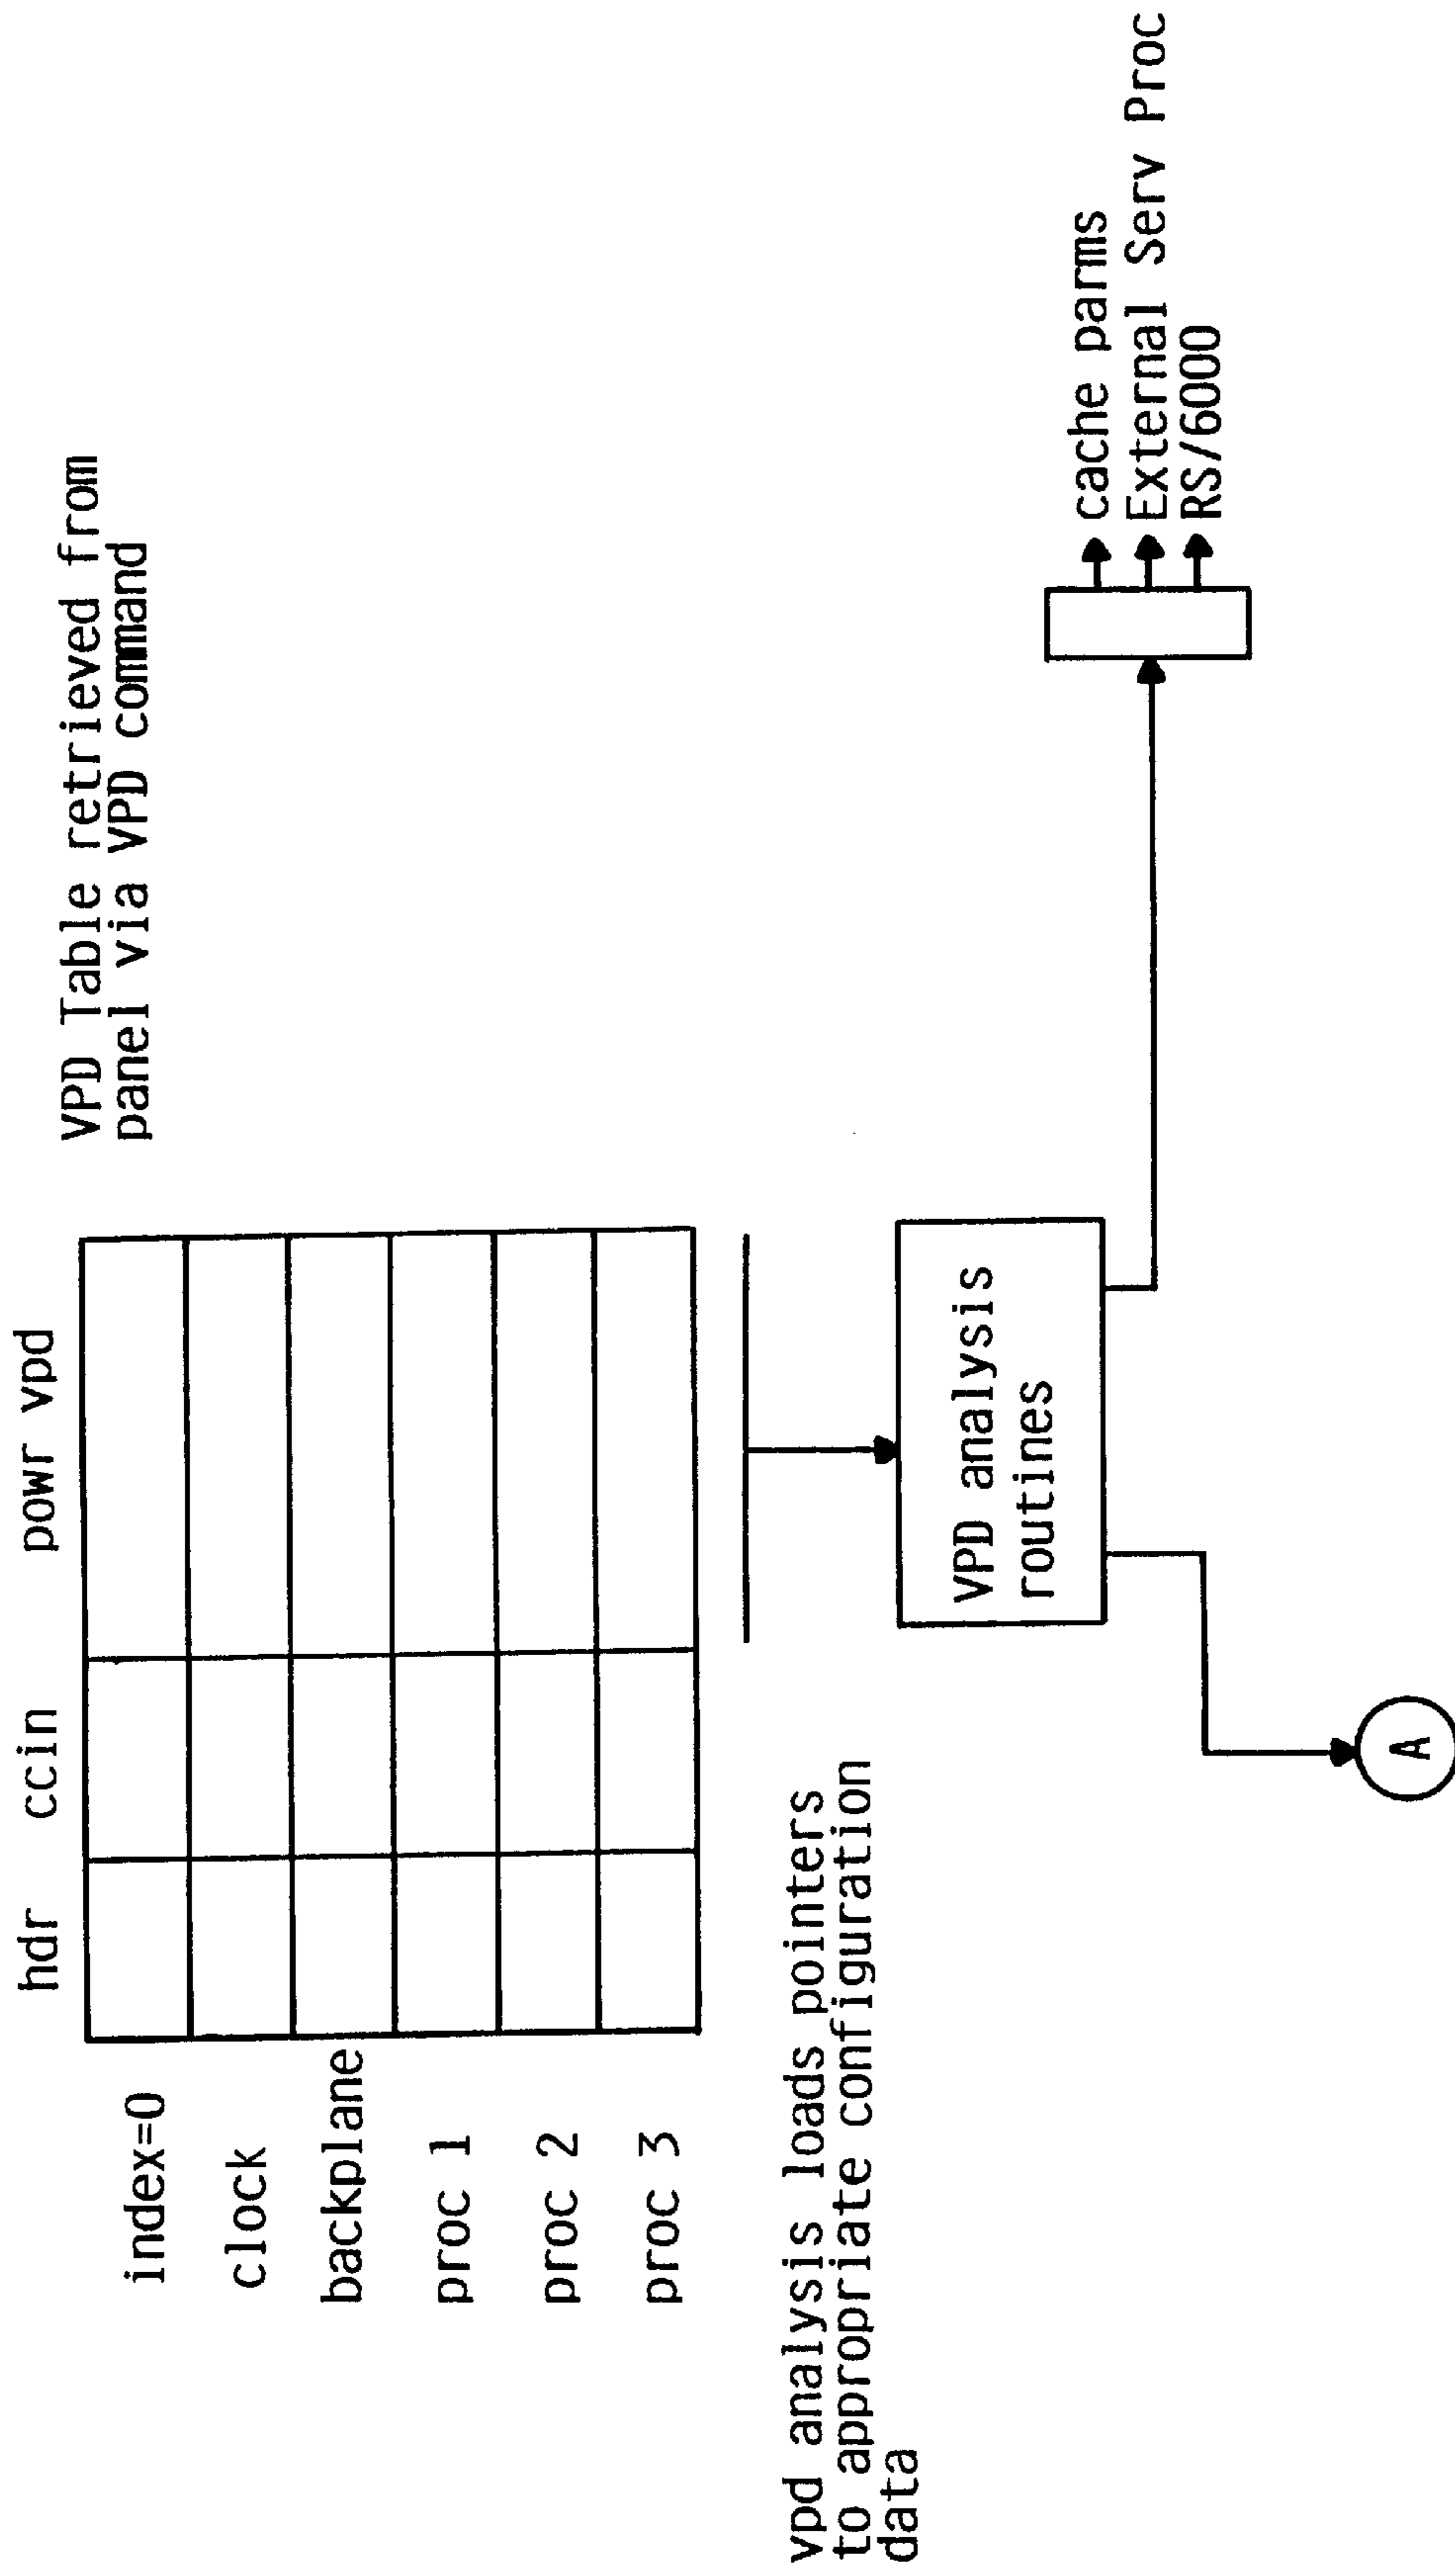 VPD Table retrieved from
panel via VPD command
hdr ccin powr vpd
index=0
clock
backplane
proc 1
proc 2
proc 3
vpd analysis loads pointers
to appropriate configuration
data
VPD analysis
routines
cache parms
External Serv Proc
RS/6000
A